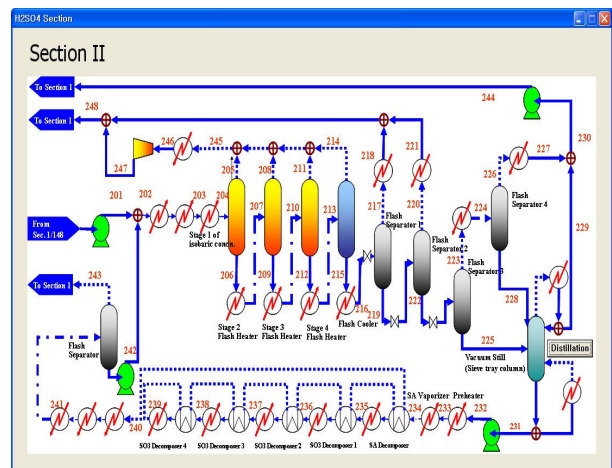 H2SO4 Section
Section II
To Section 1
244
230
To Section 1
248
246
245
214
247
205
208
211
218
221
226
227
201
202
203
204
207
210
213
217
220
224
Flash
Separator 4
From
Sec. 1/148
Stage 1 of
isobaric concn.
Flash
Separator 1
Flash
Separator 2
229
223
Flash
Separator 3
To Section 1
243
206
209
212
215
216
219
222
228
Stage 2
Flash Heater
Stage 3
Flash Heater
Stage 4
Flash Heater
Flash Cooler
225
Flash
Separator
242
Vacuum Still
(Sieve tray column)
Distillation
SA Vaporizer
Preheater
241
240
239
238
237
236
235
234
233
232
231
SO3 Decomposer 4
SO3 Decomposer 3
SO3 Decomposer 2
SO3 Decomposer 1
SA Decomposer